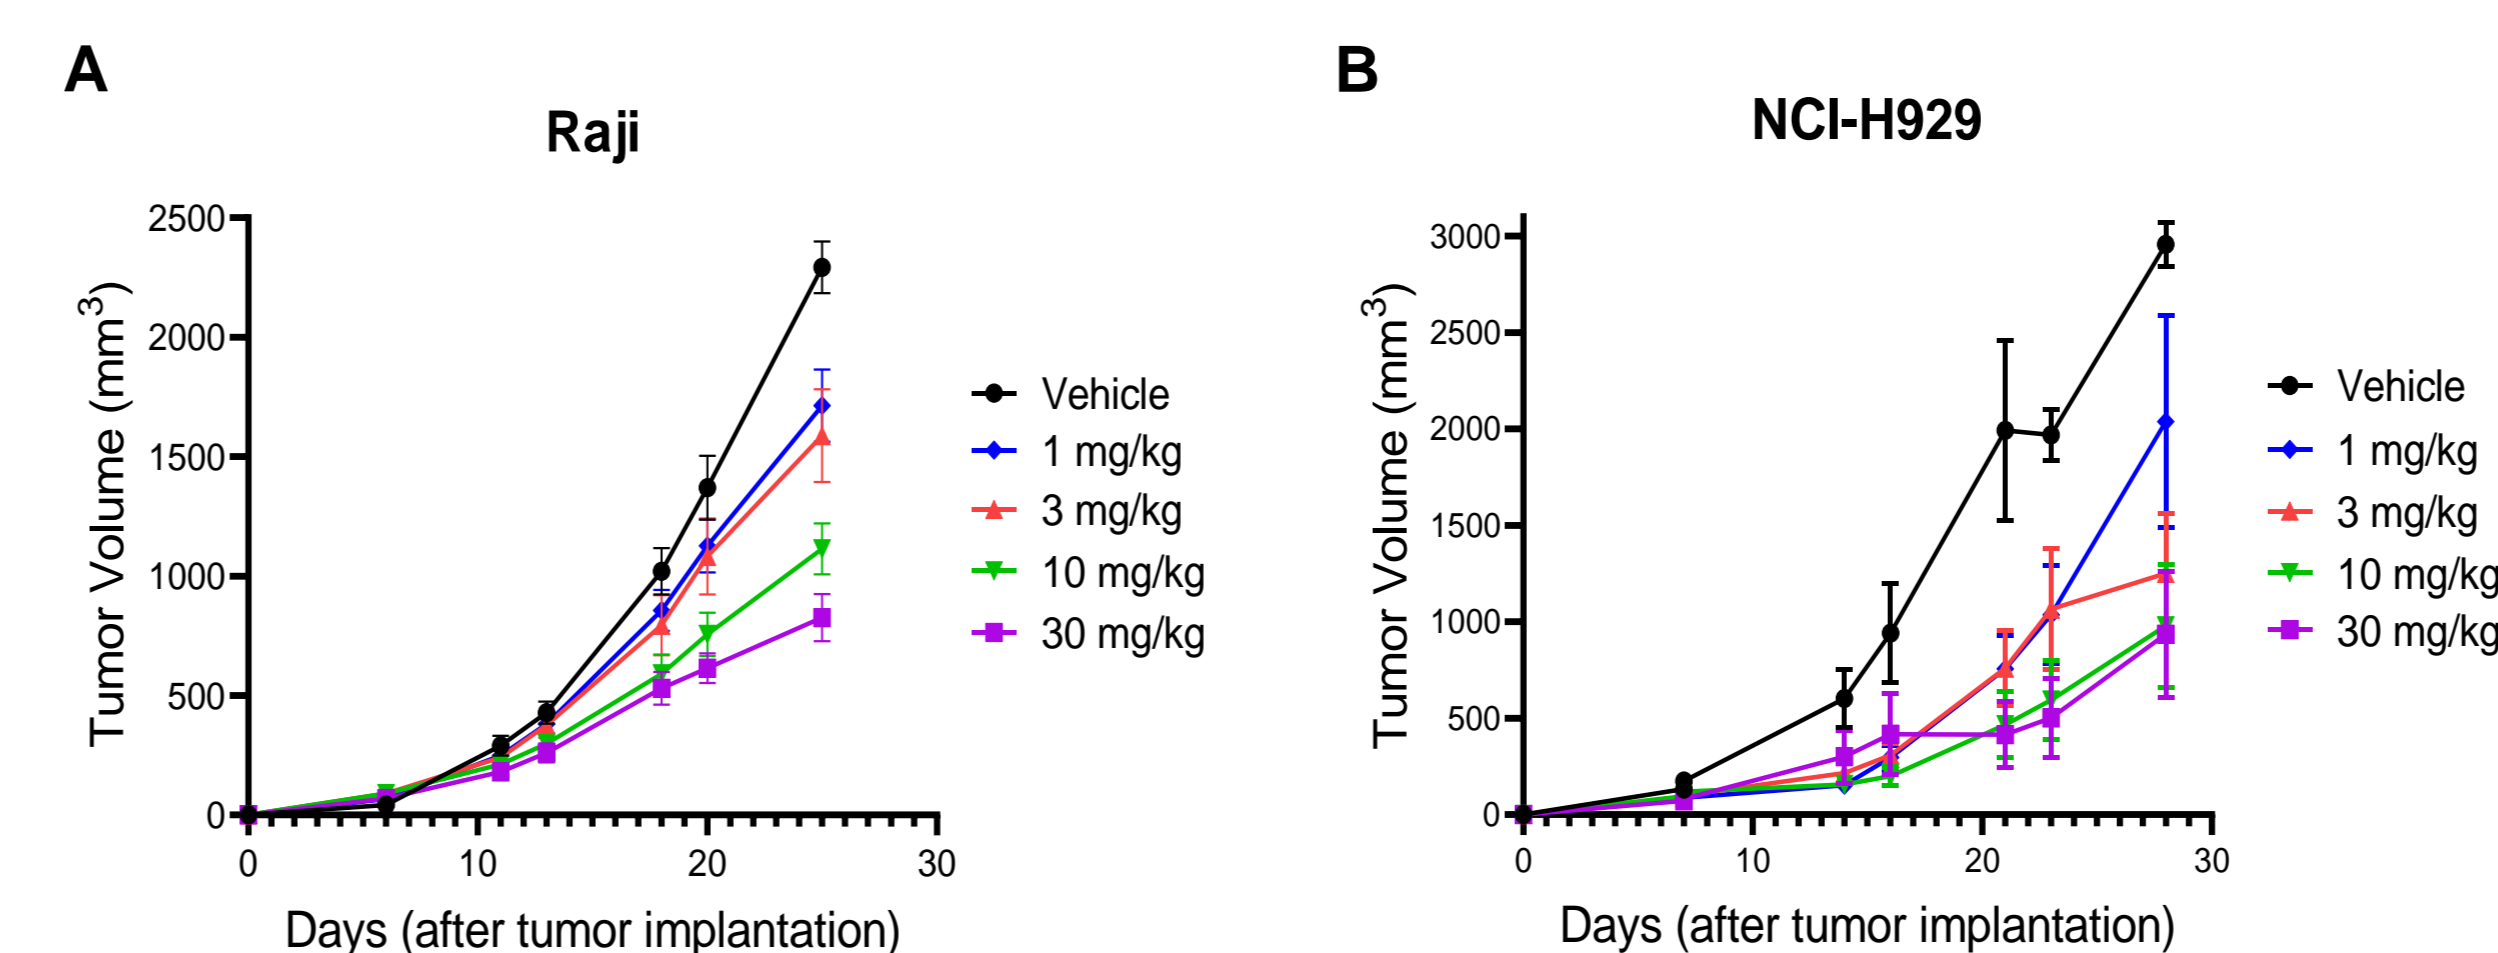 A
Raji
Tumor Volume (mm³)
2500
2000
1500
1000
500
0
0 10 20 30
Days (after tumor implantation)
Vehicle
1 mg/kg
3 mg/kg
10 mg/kg
30 mg/kg
B
NCI-H929
Tumor Volume (mm³)
3000
2500
2000
1500
1000
500
0
0 10 20 30
Days (after tumor implantation)
Vehicle
1 mg/kg
3 mg/kg
10 mg/kg
30 mg/kg